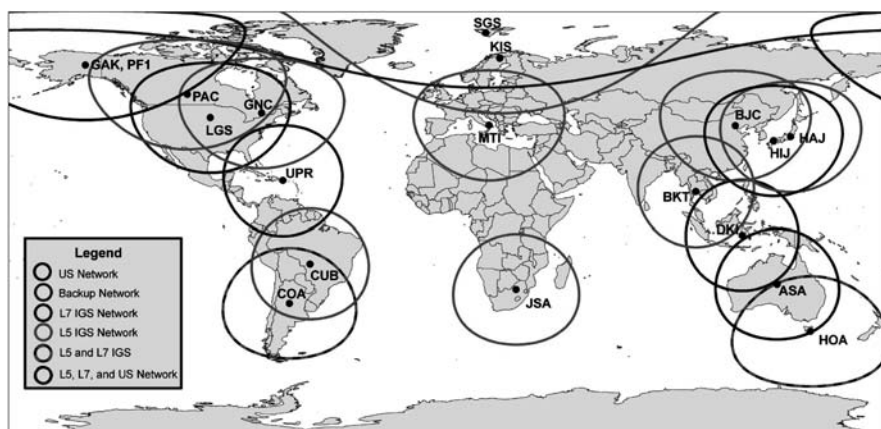 SGS
KIS
GAK, PF1
PAC
GNC
LGS
MTI
BJC
HAJ
HIJ
UPR
BKT
DKI
CUB
COA
JSA
ASA
HOA
Legend
US Network
Backup Network
L7 IGS Network
L5 IGS Network
L5 and L7 IGS
L5, L7, and US Network